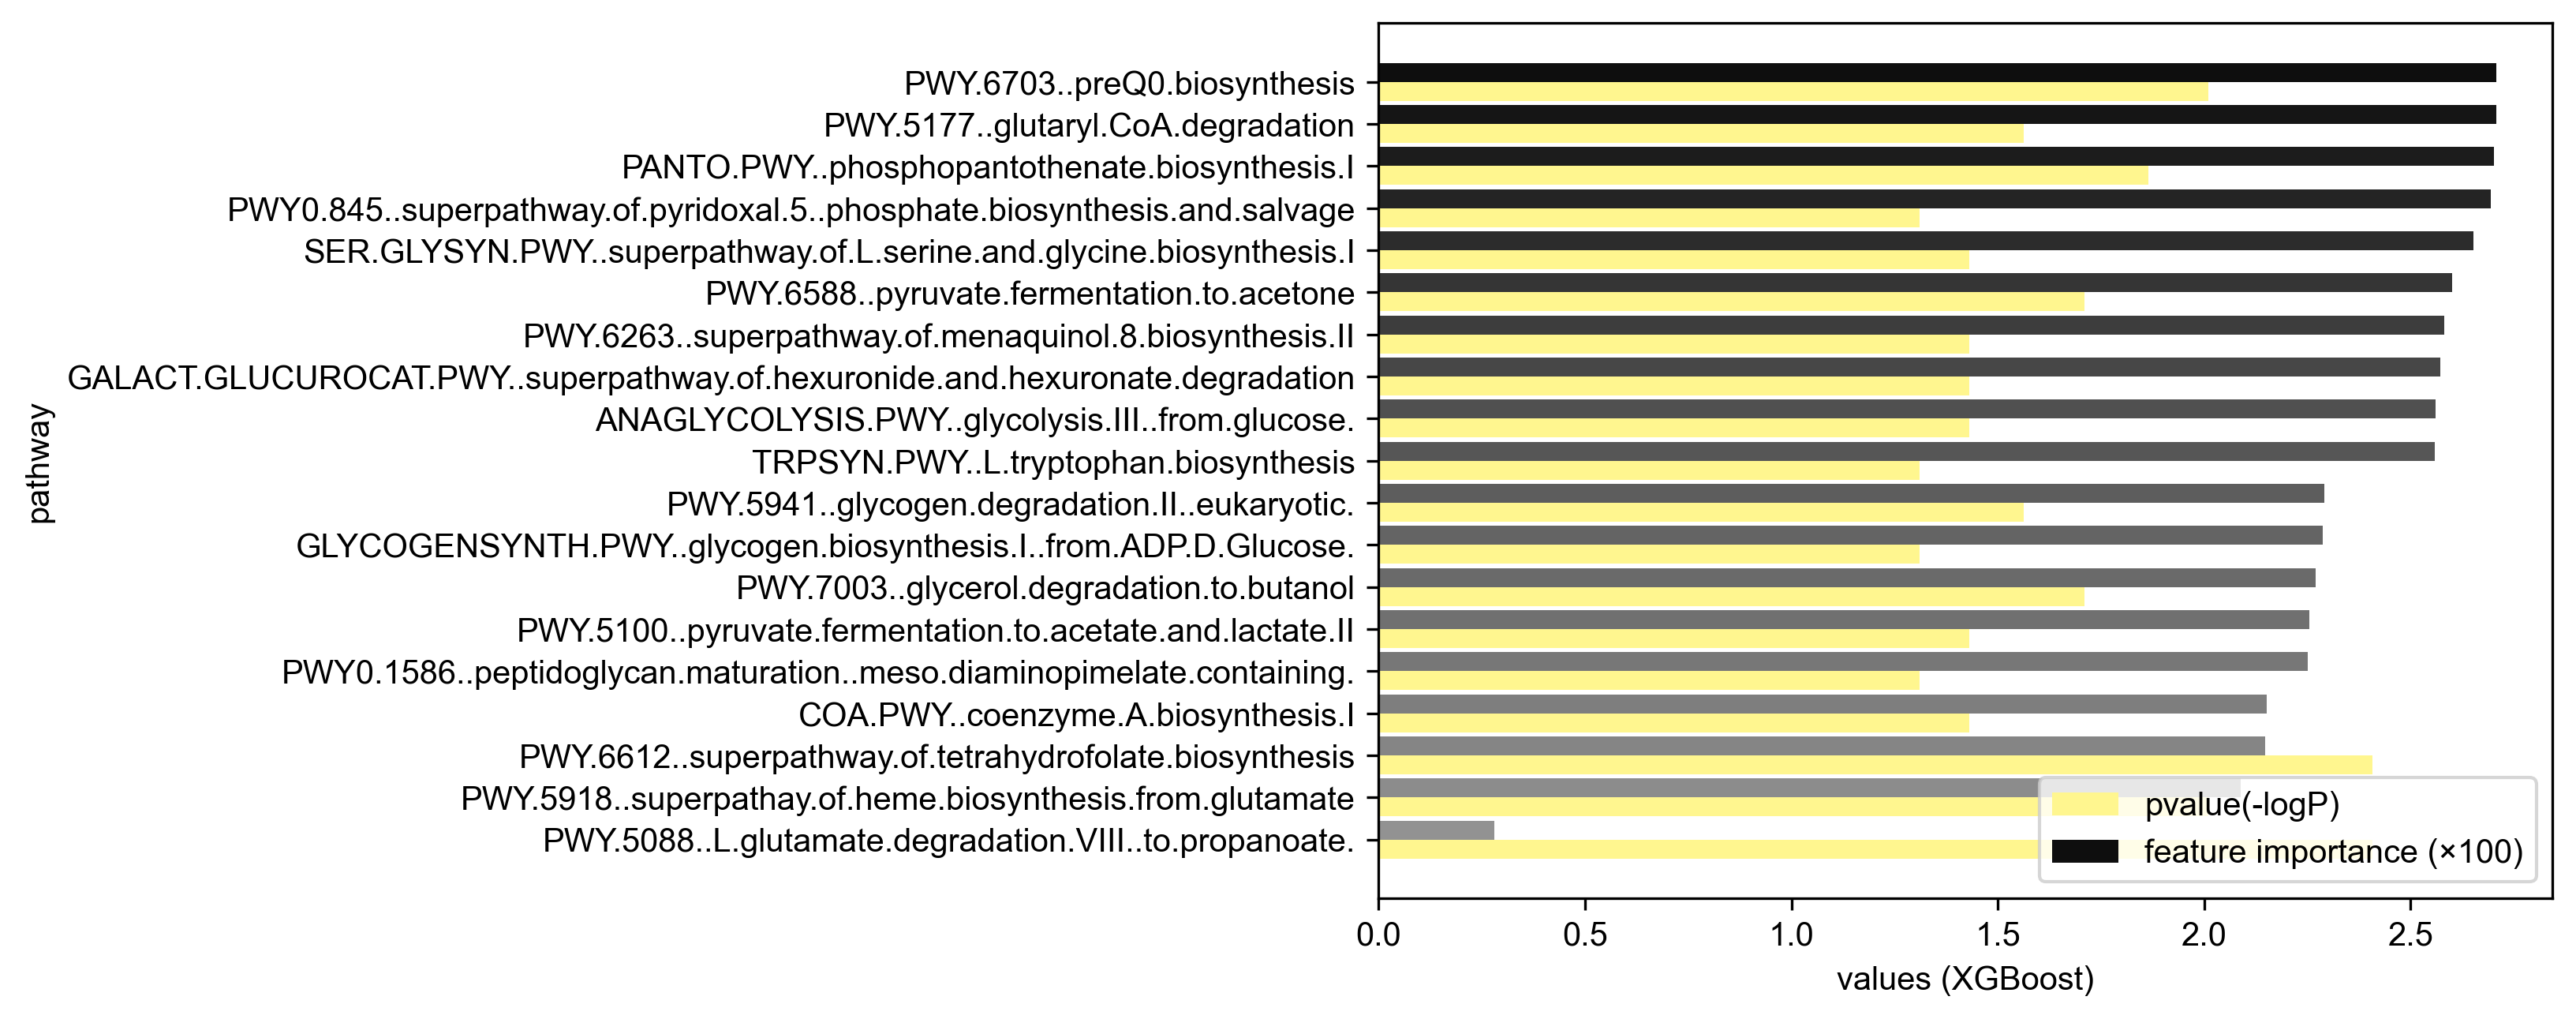 PWY.6703..preQ0.biosynthesis
PWY.5177..glutaryl.CoA.degradation
PANTO.PWY..phosphopantothenate.biosynthesis.I
PWY0.845..superpathway.of.pyridoxal.5..phosphate.biosynthesis.and.salvage
SER.GLYSYN.PWY..superpathway.of.L.serine.and.glycine.biosynthesis.I
PWY.6588..pyruvate.fermentation.to.acetone
PWY.6263..superpathway.of.menaquinol.8.biosynthesis.II
GALACT.GLUCUROCAT.PWY..superpathway.of.hexuronide.and.hexuronate.degradation
ANAGLYCOLYSIS.PWY..glycolysis.III..from.glucose.
TRPSYN.PWY..L.tryptophan.biosynthesis
PWY.5941..glycogen.degradation.II..eukaryotic.
GLYCOGENSYNTH.PWY..glycogen.biosynthesis.I..from.ADP.D.Glucose.
PWY.7003..glycerol.degradation.to.butanol
PWY.5100..pyruvate.fermentation.to.acetate.and.lactate.II
PWY0.1586..peptidoglycan.maturation..meso.diaminopimelate.containing.
COA.PWY..coenzyme.A.biosynthesis.I
PWY.6612..superpathway.of.tetrahydrofolate.biosynthesis
PWY.5918..superpathay.of.heme.biosynthesis.from.glutamate
PWY.5088..L.glutamate.degradation.VIII..to.propanoate.
pathway
pvalue(-logP)
feature importance (×100)
0.0 0.5 1.0 1.5 2.0 2.5
values (XGBoost)